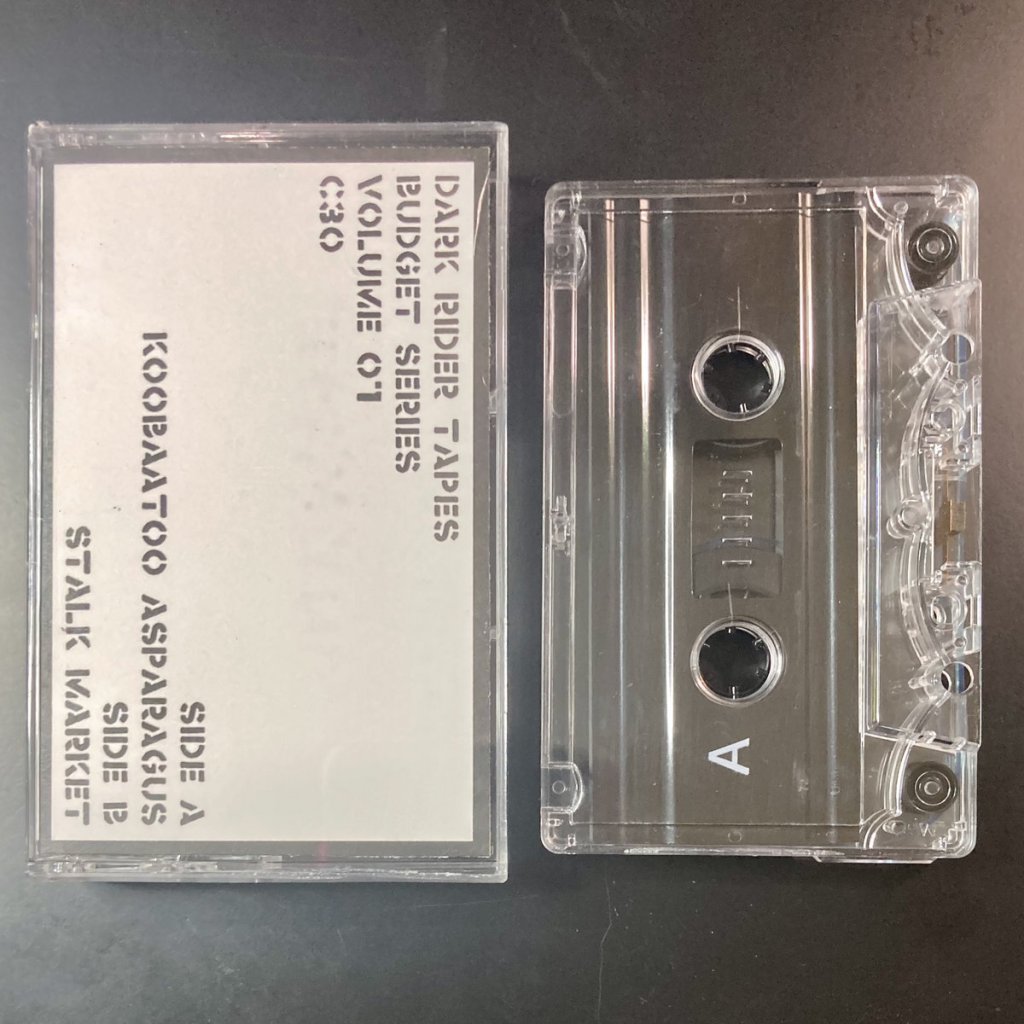 DARK RIDER TAPES
BUDGET SERIES
VOLUME 01
C30
SIDE A
KOOBAATOO ASPARAGUS
SIDE B
STALK MARKET
A